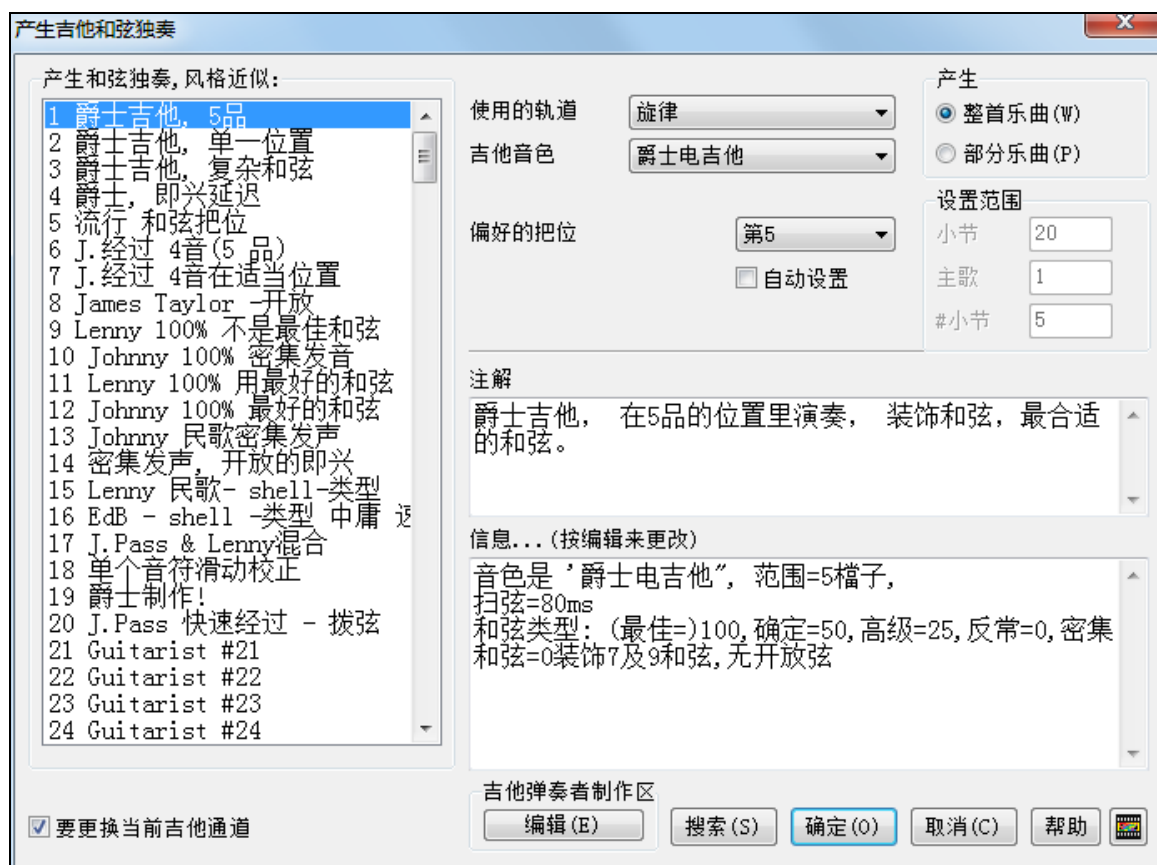 产生吉他和弦独奏
产生和弦独奏,风格近似:
1 爵士吉他, 5品
2 爵士吉他, 单一位置
3 爵士吉他, 复杂和弦
4 爵士, 即兴延迟
5 流行 和弦把位
6 J.经过 4音(5 品)
7 J.经过 4音在适当位置
8 James Taylor -开放
9 Lenny 100% 不是最佳和弦
10 Johnny 100% 密集发音
11 Lenny 100% 用最好的和弦
12 Johnny 100% 最好的和弦
13 Johnny 民歌密集发声
14 密集发声, 开放的即兴
15 Lenny 民歌- shell-类型
16 EdB - shell -类型 中庸
17 J.Pass & Lenny混合
18 单个音符滑动校正
19 爵士制作!
20 J.Pass 快速经过 - 拨弦
21 Guitarist #21
22 Guitarist #22
23 Guitarist #23
24 Guitarist #24
要更换当前吉他通道
使用的轨道 旋律
吉他音色 爵士电吉他
偏好的把位 第5
自动设置
产生
整首乐曲(W)
部分乐曲(P)
设置范围
小节 20
主歌 1
#小节 5
注解
爵士吉他, 在5品的位置里演奏, 装饰和弦,最合适
的和弦。
信息...(按编辑来更改)
音色是 '爵士电吉他", 范围=5檔子,
扫弦=80ms
和弦类型: (最佳=)100,确定=50,高级=25,反常=0,密集
和弦=0装饰7及9和弦,无开放弦
吉他弹奏者制作区
编辑(E) 搜索(S) 确定(O) 取消(C) 帮助